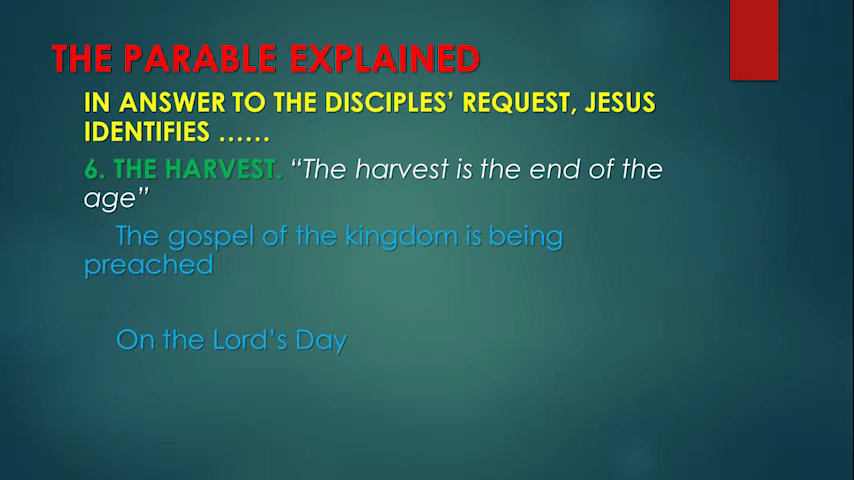 THE PARABLE EXPLAINED
IN ANSWER TO THE DISCIPLES’ REQUEST, JESUS
IDENTIFIES ……
6. THE HARVEST. “The harvest is the end of the
age”
The gospel of the kingdom is being
preached
On the Lord’s Day